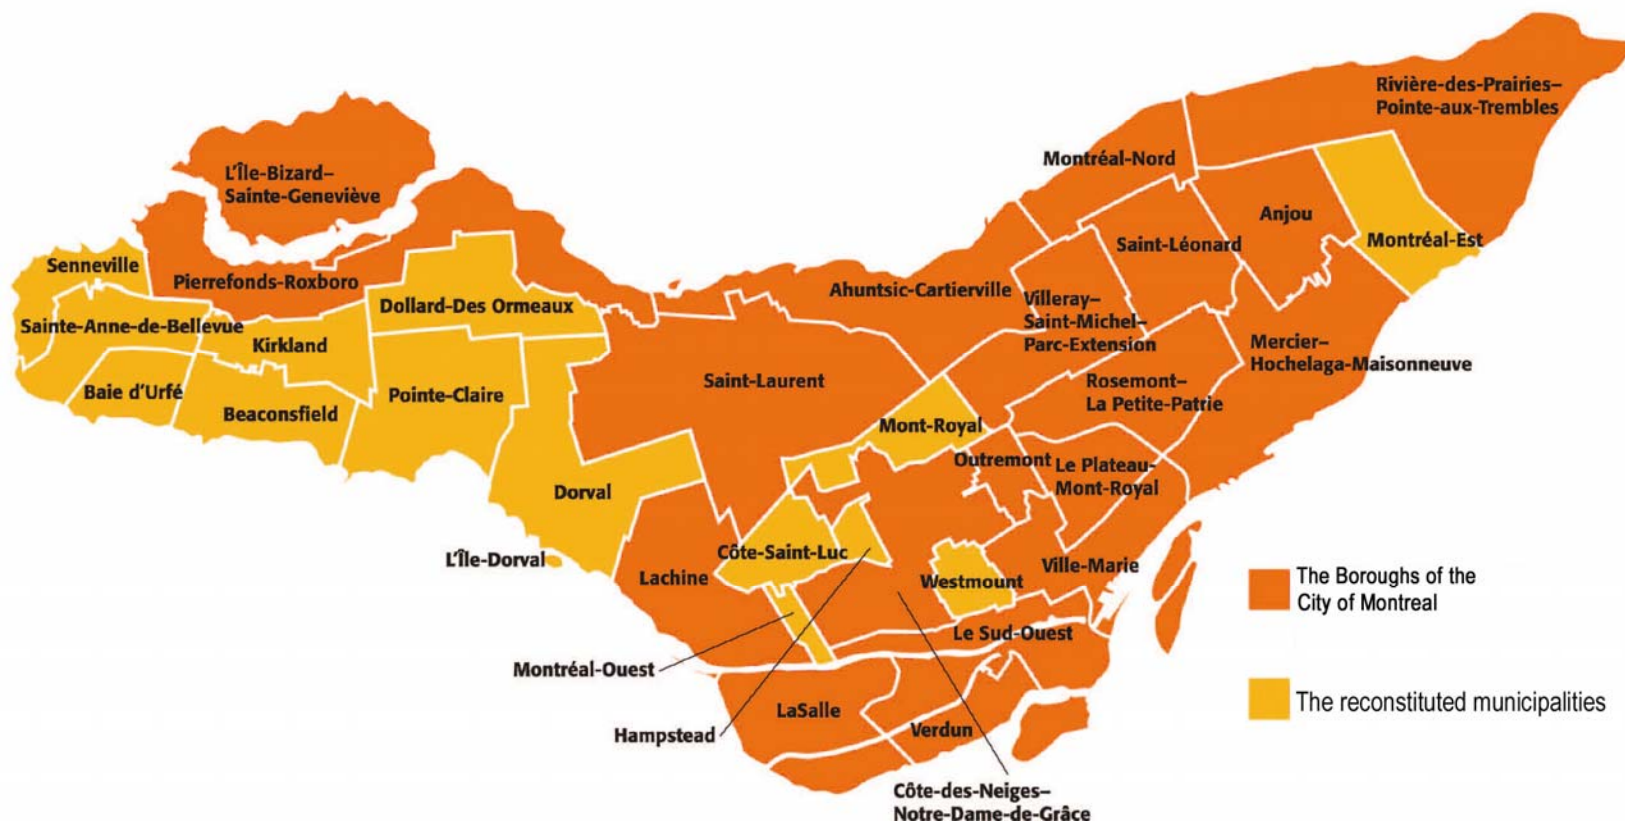 Rivière-des-Prairies–
Pointe-aux-Trembles
L'Île-Bizard–
Sainte-Geneviève
Montréal-Nord
Anjou
Saint-Léonard
Montréal-Est
Senneville
Pierrefonds-Roxboro
Ahuntsic-Cartierville
Dollard-Des Ormeaux
Villeray–
Saint-Michel–
Parc-Extension
Sainte-Anne-de-Bellevue
Kirkland
Mercier–
Hochelaga-Maisonneuve
Saint-Laurent
Rosemont–
La Petite-Patrie
Baie d'Urfé
Beaconsfield
Pointe-Claire
Mont-Royal
Outremont
Le Plateau-
Mont-Royal
Dorval
L'Île-Dorval
Côte-Saint-Luc
Lachine
Westmount
Ville-Marie
The Boroughs of the
City of Montreal
Le Sud-Ouest
Montréal-Ouest
The reconstituted municipalities
LaSalle
Verdun
Hampstead
Côte-des-Neiges–
Notre-Dame-de-Grâce